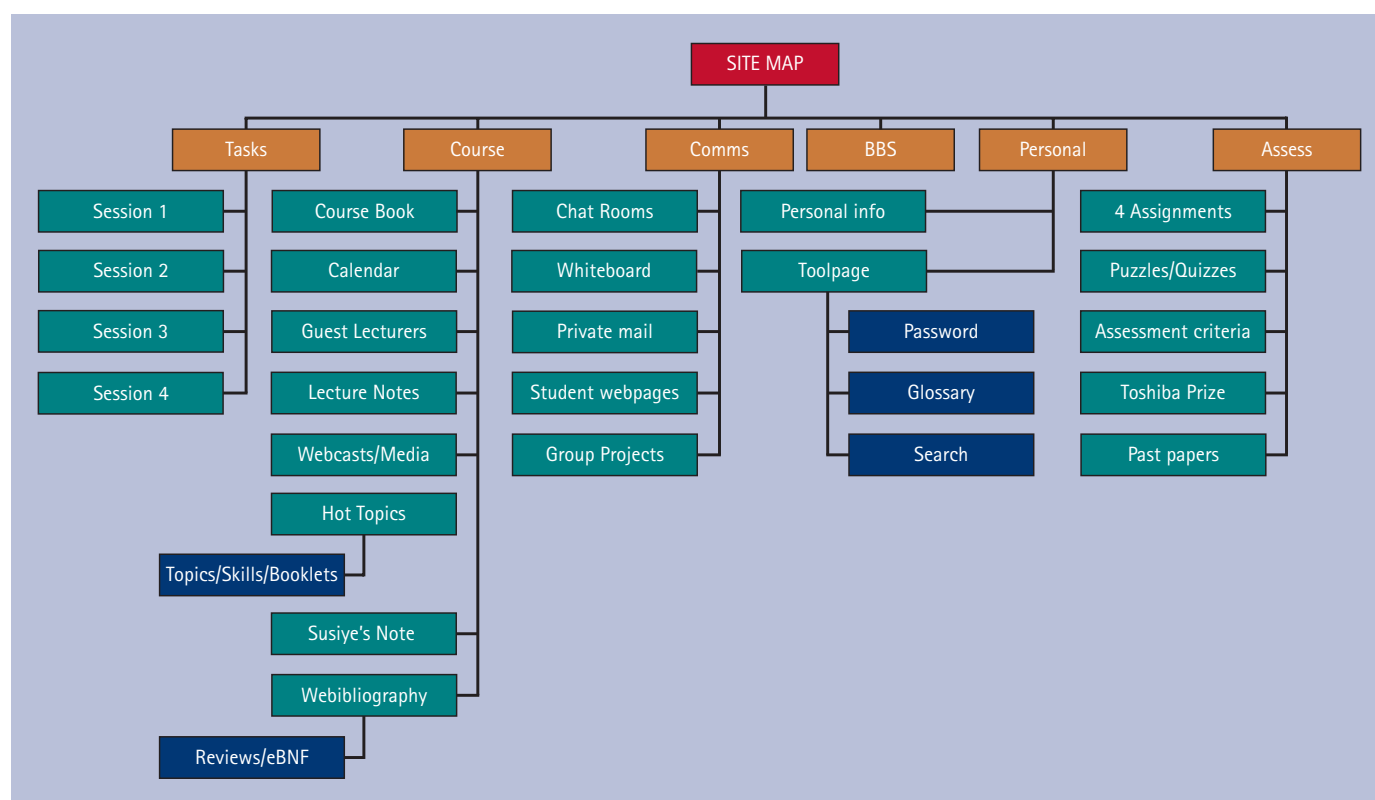 SITE MAP
Tasks
Course
Comms
BBS
Personal
Assess
Session 1
Session 2
Session 3
Session 4
Course Book
Calendar
Guest Lecturers
Lecture Notes
Webcasts/Media
Hot Topics
Topics/Skills/Booklets
Susiye's Note
Webibliography
Reviews/eBNF
Chat Rooms
Whiteboard
Private mail
Student webpages
Group Projects
Personal info
Toolpage
Password
Glossary
Search
4 Assignments
Puzzles/Quizzes
Assessment criteria
Toshiba Prize
Past papers